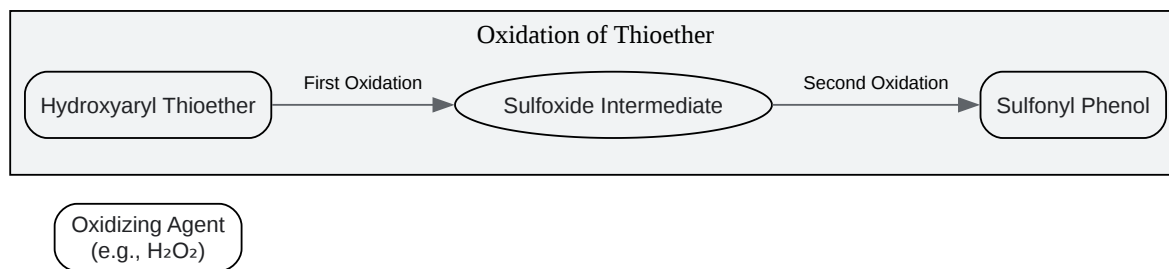 Oxidation of Thioether
Hydroxyaryl Thioether
First Oxidation
Sulfoxide Intermediate
Second Oxidation
Sulfonyl Phenol
Oxidizing Agent
(e.g., H₂O₂)